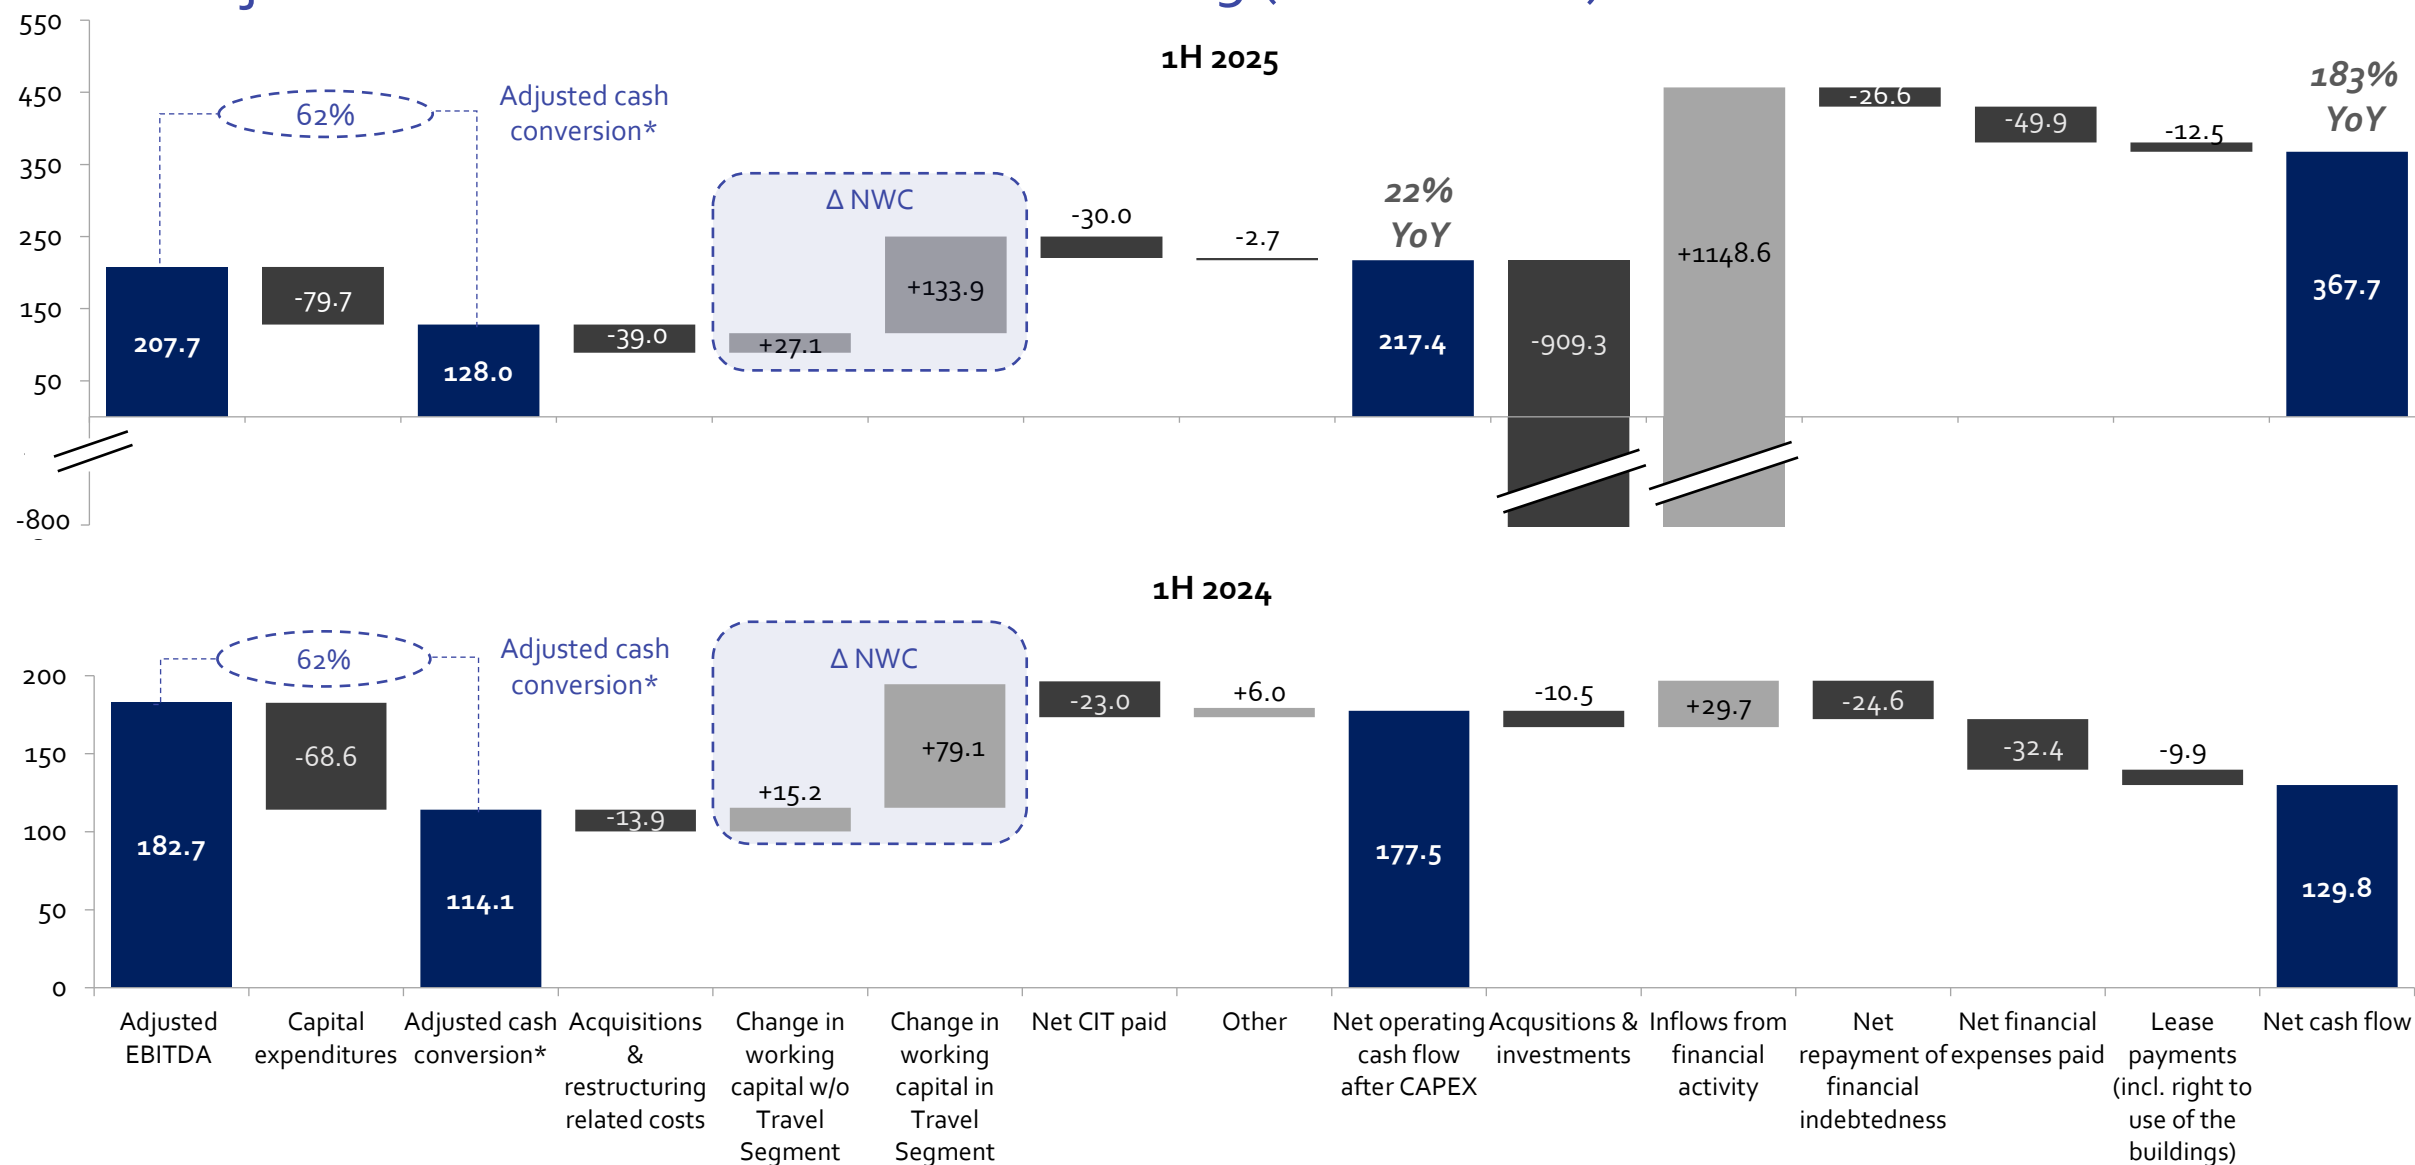 550
1H 2025
450
350
250
150
50
-800
62%
Adjusted cash
conversion*
Δ NWC
207.7
-79.7
128.0
-39.0
+27.1
+133.9
-30.0
-2.7
22%
YoY
217.4
-909.3
+1148.6
-26.6
-49.9
-12.5
183%
YoY
367.7
1H 2024
200
150
100
50
0
62%
Adjusted cash
conversion*
Δ NWC
182.7
-68.6
114.1
-13.9
+15.2
+79.1
-23.0
+6.0
177.5
-10.5
+29.7
-24.6
-32.4
-9.9
129.8
Adjusted
EBITDA
Capital
expenditures
Adjusted cash
conversion*
Acquisitions
&
restructuring
related costs
Change in
working
capital w/o
Travel
Segment
Change in
working
capital in
Travel
Segment
Net CIT paid
Other
Net operating
cash flow
after CAPEX
Acqusitions &
investments
Inflows from
financial
activity
Net
repayment of
financial
indebtedness
Net financial
expenses paid
Lease
payments
(incl. right to
use of the
buildings)
Net cash flow